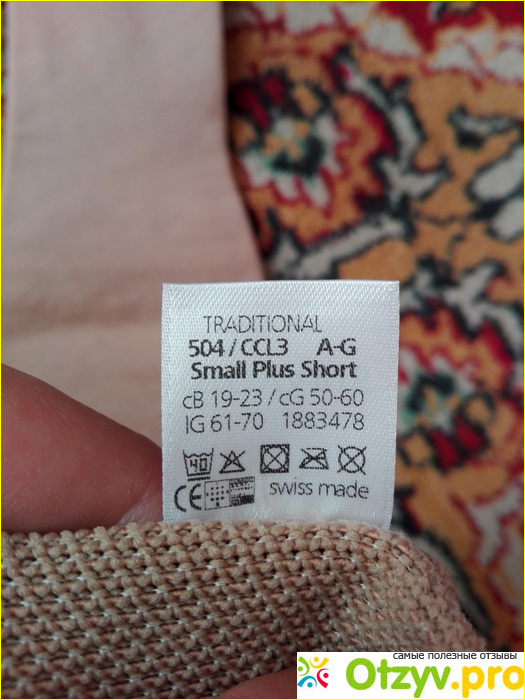 TRADITIONAL
504 / CCL3 A-G
Small Plus Short
cB 19-23 / cG 50-60
lG 61-70 1883478
40
CE
swiss made
самые полезные отзывы
Otzyv.pro